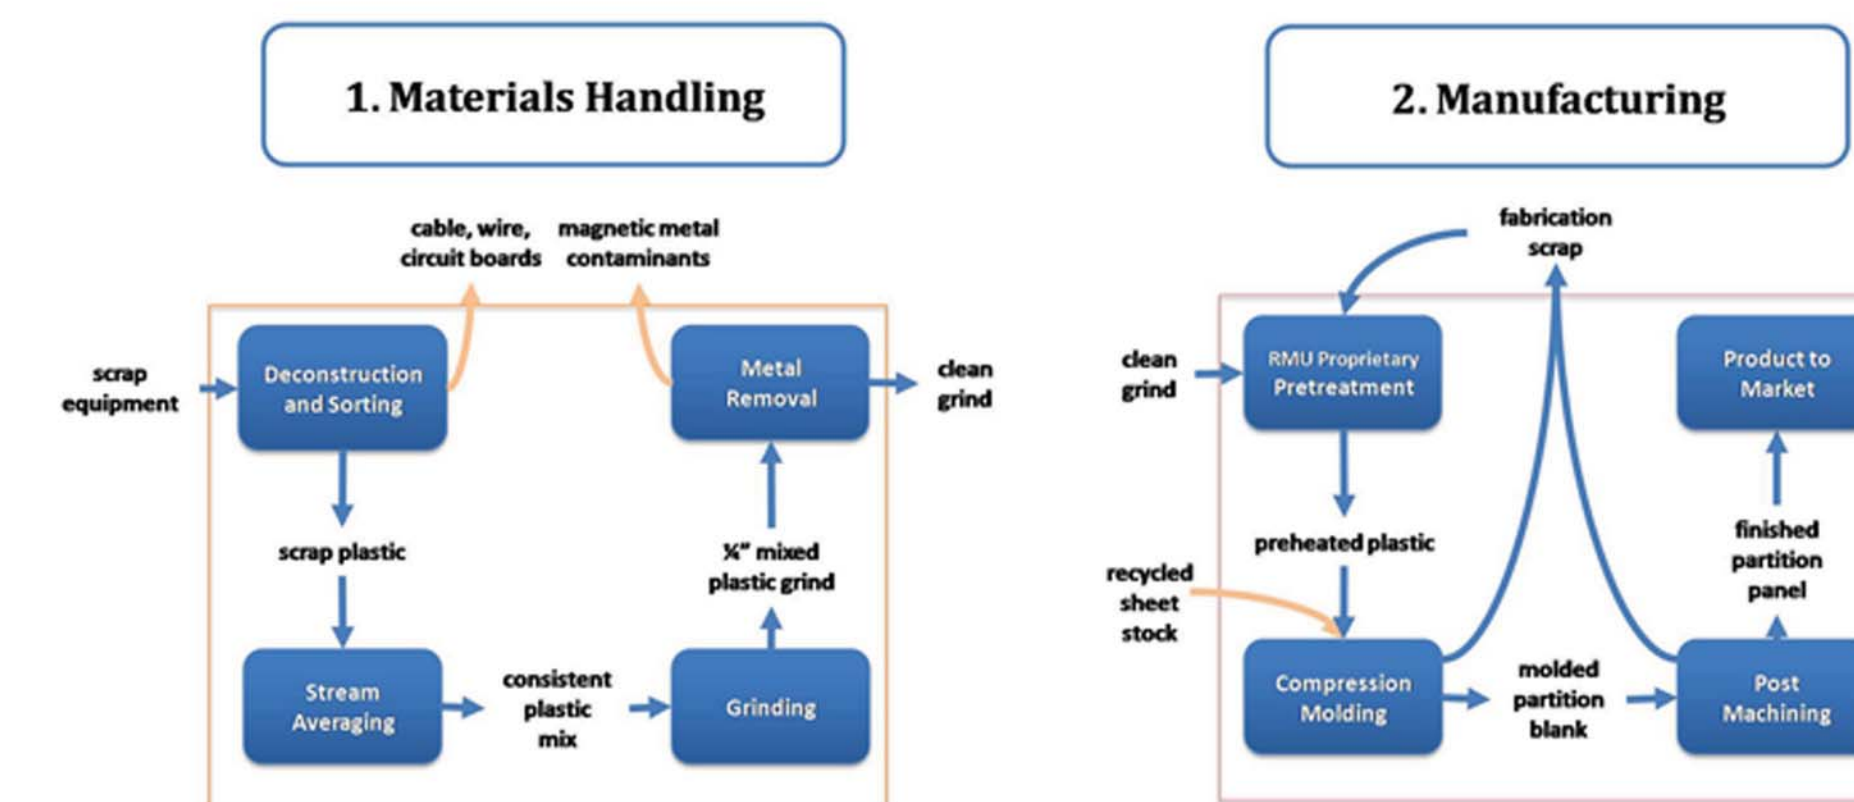 1. Materials Handling
cable, wire,
circuit boards
magnetic metal
contaminants
scrap
equipment
Deconstruction
and Sorting
Metal
Removal
clean
grind
scrap plastic
¼” mixed
plastic grind
Stream
Averaging
consistent
plastic
mix
Grinding
2. Manufacturing
fabrication
scrap
clean
grind
RMU Proprietary
Pretreatment
Product to
Market
preheated plastic
finished
partition
panel
recycled
sheet
stock
Compression
Molding
molded
partition
blank
Post
Machining